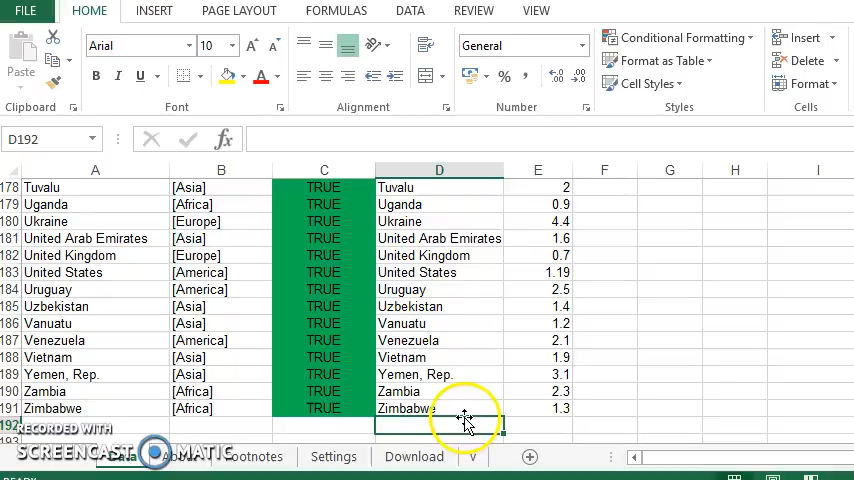 FILE HOME INSERT PAGE LAYOUT FORMULAS DATA REVIEW VIEW
Paste Arial 10 General Conditional Formatting Insert
B I U Format as Table Delete
Cell Styles Format
Clipboard Font Alignment Number Styles Cells
D192 fx
A B C D E F G H I
178 Tuvalu [Asia] TRUE Tuvalu 2
179 Uganda [Africa] TRUE Uganda 0.9
180 Ukraine [Europe] TRUE Ukraine 4.4
181 United Arab Emirates [Asia] TRUE United Arab Emirates 1.6
182 United Kingdom [Europe] TRUE United Kingdom 0.7
183 United States [America] TRUE United States 1.19
184 Uruguay [America] TRUE Uruguay 2.5
185 Uzbekistan [Asia] TRUE Uzbekistan 1.4
186 Vanuatu [Asia] TRUE Vanuatu 1.2
187 Venezuela [America] TRUE Venezuela 2.1
188 Vietnam [Asia] TRUE Vietnam 1.9
189 Yemen, Rep. [Asia] TRUE Yemen, Rep. 3.1
190 Zambia [Africa] TRUE Zambia 2.3
191 Zimbabwe [Africa] TRUE Zimbabwe 1.3
192
RECORDED WITH
SCREENCAST MATIC
Data About Footnotes Settings Download v